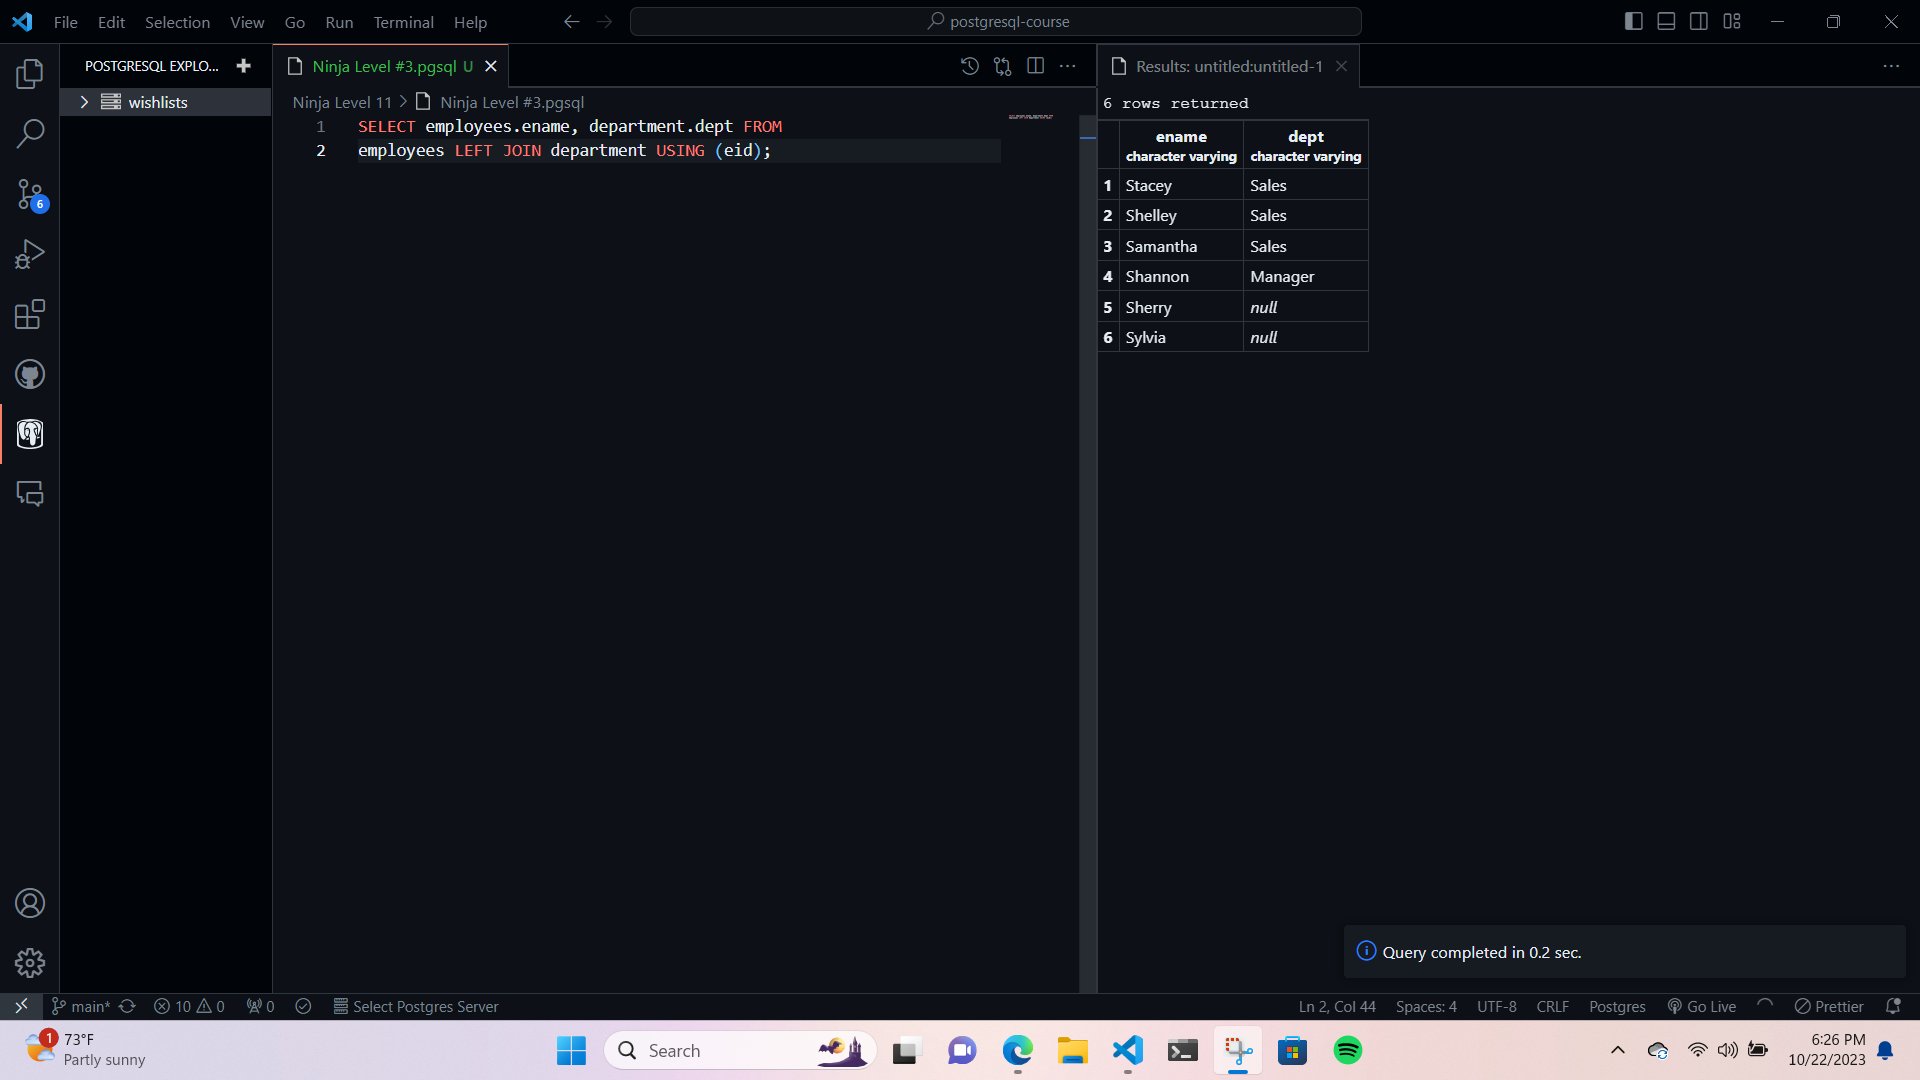 File Edit Selection View Go Run Terminal Help
postgresql-course
POSTGRESQL EXPLO...
wishlists
6
Ninja Level #3.pgsql U
Ninja Level 11 > Ninja Level #3.pgsql
1 SELECT employees.ename, department.dept FROM
2 employees LEFT JOIN department USING (eid);
Results: untitled:untitled-1
6 rows returned
ename dept
character varying character varying
1 Stacey Sales
2 Shelley Sales
3 Samantha Sales
4 Shannon Manager
5 Sherry null
6 Sylvia null
Query completed in 0.2 sec.
main* 10 0 0 Select Postgres Server Ln 2, Col 44 Spaces: 4 UTF-8 CRLF Postgres Go Live Prettier
1 73°F
Partly sunny
Search
6:26 PM
10/22/2023